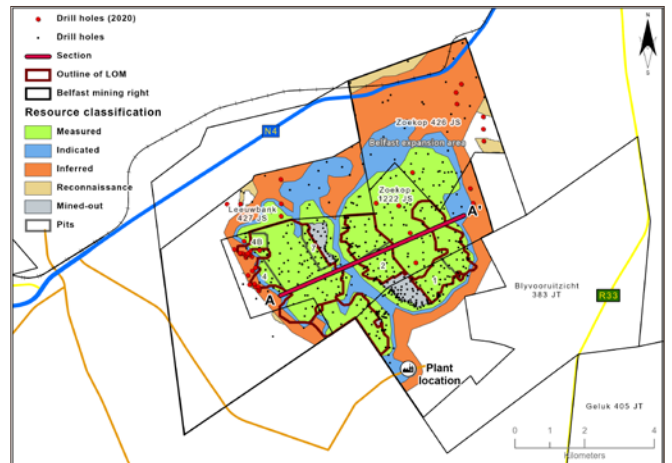 Drill holes (2020)
Drill holes
Section
Outline of LOM
Belfast mining right
Resource classification
Measured
Indicated
Inferred
Reconnaissance
Mined-out
Pits
N
S
N4
Zoekop 426 JS
Belfast expansion area
Zoekop
1222 JS
Leeuwbank
427 JS
A'
4B
4
A
Blyvooruitzicht
383 JT
R33
Plant
location
Geluk 405 JT
0 2 4
Kilometers